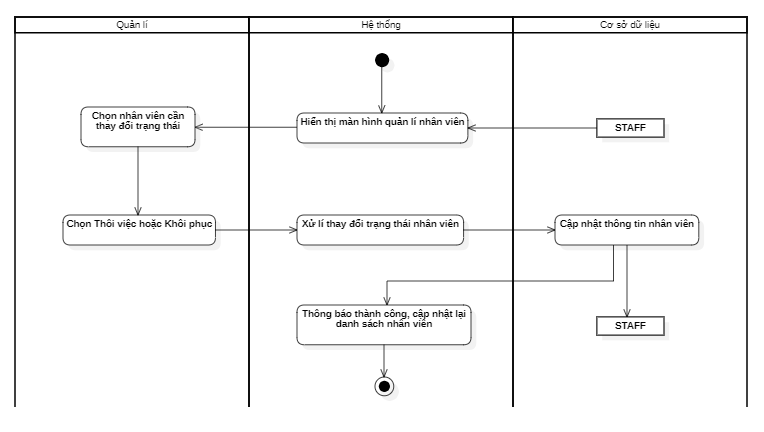 Quản lí
Hệ thống
Cơ sở dữ liệu
Chọn nhân viên cần
thay đổi trạng thái
Hiển thị màn hình quản lí nhân viên
STAFF
Chọn Thôi việc hoặc Khôi phục
Xử lí thay đổi trạng thái nhân viên
Cập nhật thông tin nhân viên
Thông báo thành công, cập nhật lại
danh sách nhân viên
STAFF